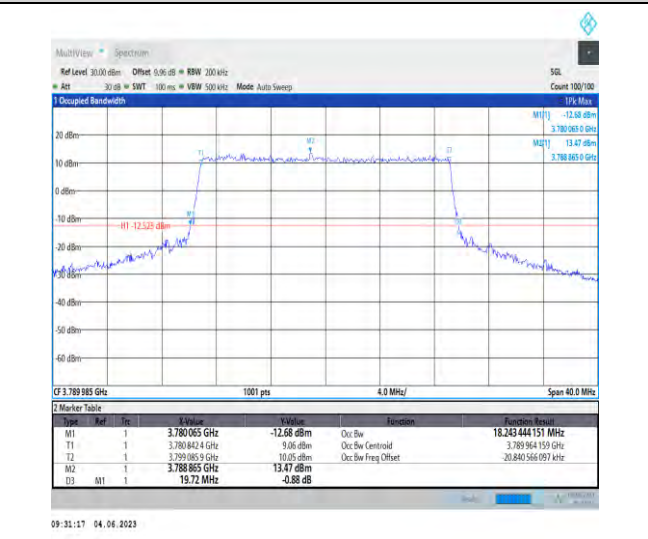 MultiView Spectrum
Ref Level 30.00 dBm Offset 9.96 dB RBW 200 kHz SGL
Att 30 dB SWT 100 ms VBW 500 kHz Mode Auto Sweep Count 100/100
1 Occupied Bandwidth 1Pk Max
M1[1] -12.68 dBm
3.780 065 0 GHz
20 dBm
M2 M2[1] 13.47 dBm
T1 T2 3.788 865 0 GHz
10 dBm
0 dBm
M1
-10 dBm
H1 -12.523 dBm
-20 dBm
-30 dBm
-40 dBm
-50 dBm
-60 dBm
CF 3.789 985 GHz 1001 pts 4.0 MHz/ Span 40.0 MHz
2 Marker Table
Type Ref Trc X-Value Y-Value Function Function Result
M1 1 3.780 065 GHz -12.68 dBm Occ Bw 18.243 444 151 MHz
T1 1 3.780 842 4 GHz 9.06 dBm Occ Bw Centroid 3.789 964 159 GHz
T2 1 3.799 085 9 GHz 10.05 dBm Occ Bw Freq Offset -20.840 566 097 kHz
M2 1 3.788 865 GHz 13.47 dBm
D3 M1 1 19.72 MHz -0.88 dB
09:31:17 04.06.2023